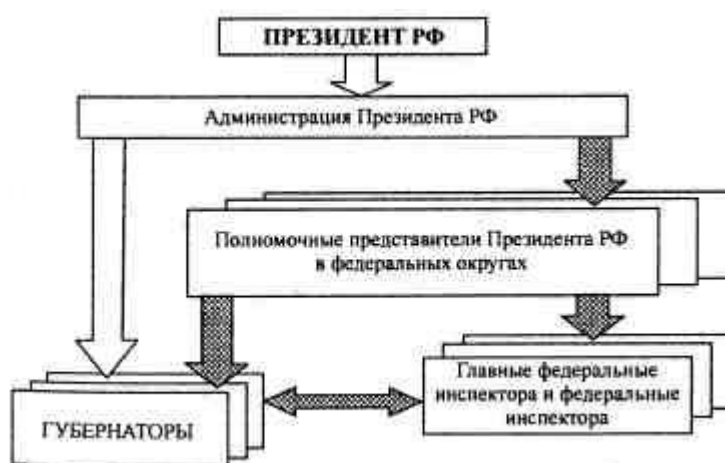 ПРЕЗИДЕНТ РФ
Администрация Президента РФ
Полномочные представители Президента РФ
в федеральных округах
Главные федеральные
инспектора и федеральные
инспектора
ГУБЕРНАТОРЫ